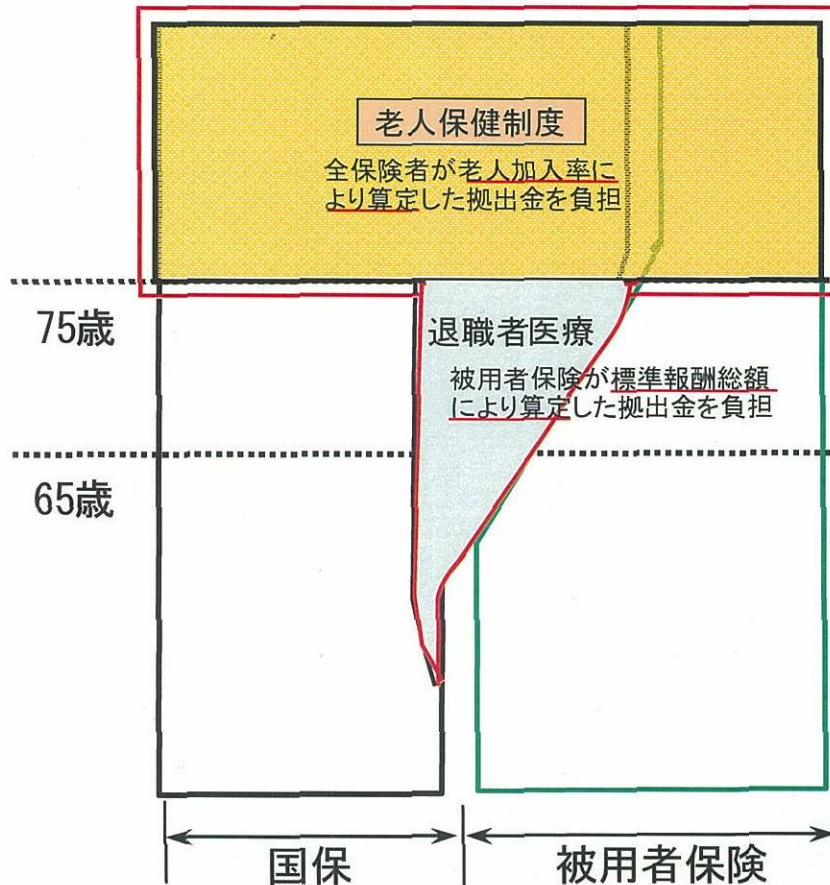 老人保健制度
全保険者が老人加入率に
より算定した拠出金を負担
75歳
退職者医療
被用者保険が標準報酬総額
により算定した拠出金を負担
65歳
国保
被用者保険